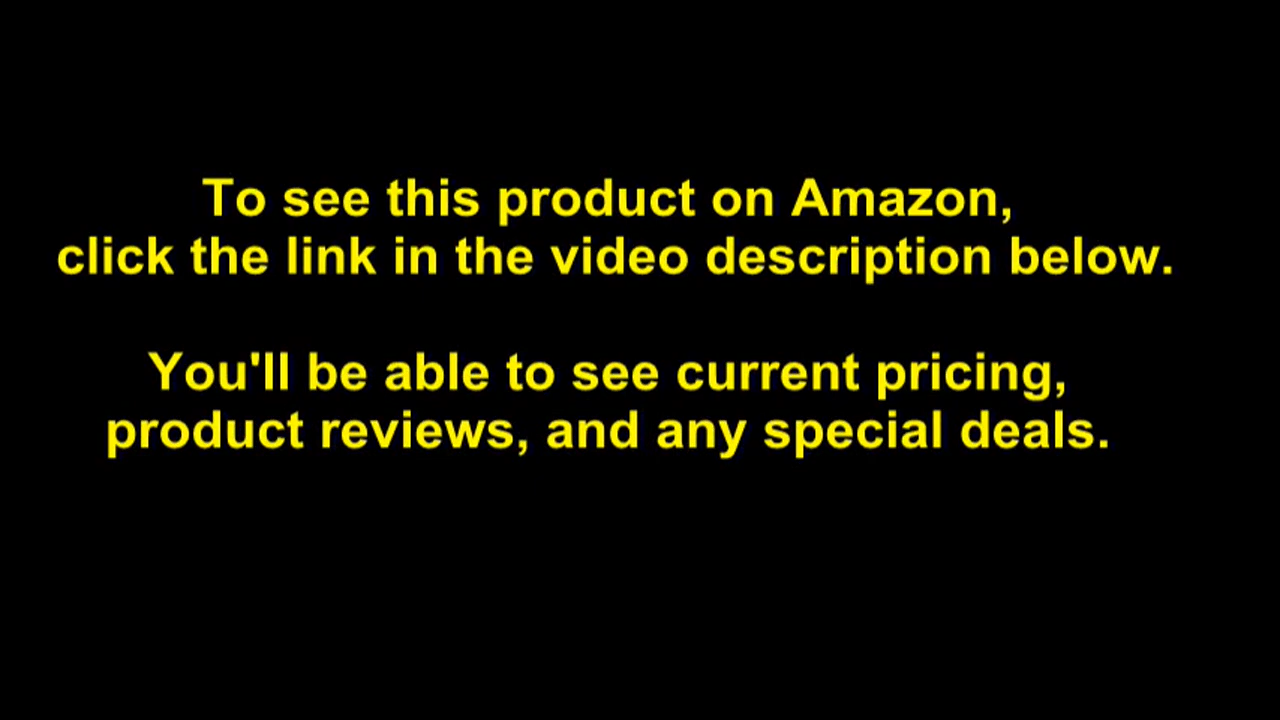 To see this product on Amazon,
click the link in the video description below.
You'll be able to see current pricing,
product reviews, and any special deals.